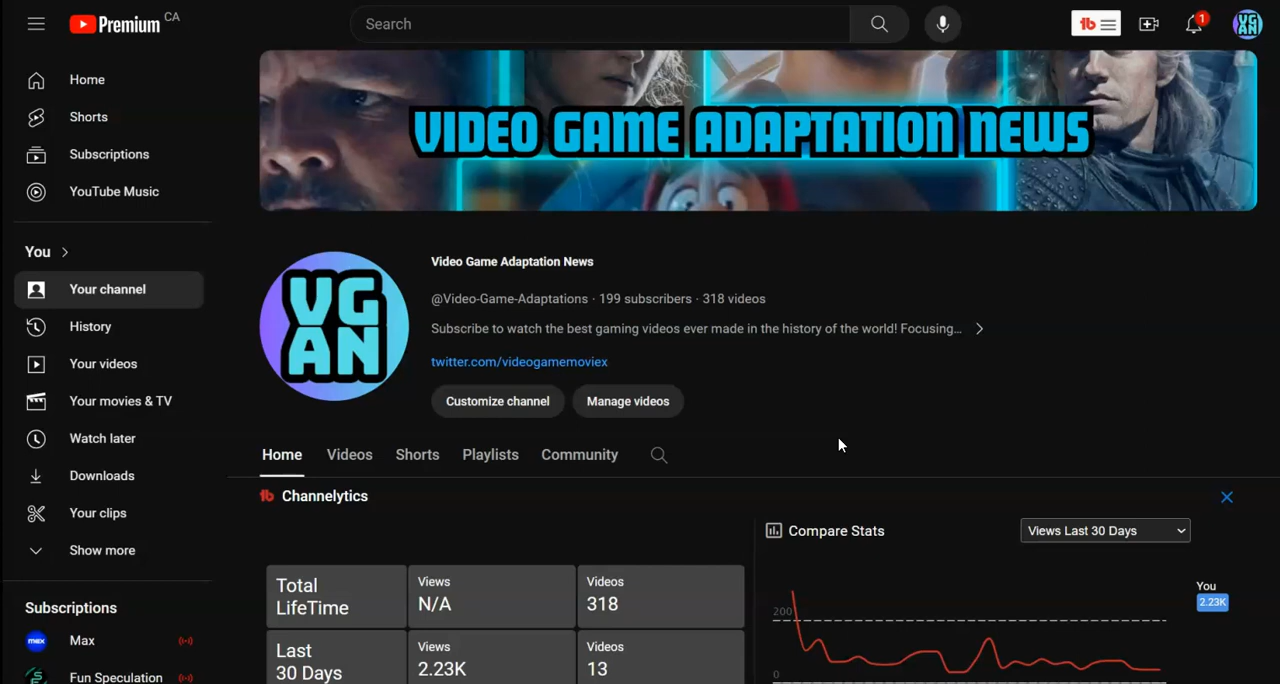 Premium CA
Search
1
VG
AN
Home
Shorts
Subscriptions
YouTube Music
You
Your channel
History
Your videos
Your movies & TV
Watch later
Downloads
Your clips
Show more
Subscriptions
max Max
Fun Speculation
VIDEO GAME ADAPTATION NEWS
VG
AN
Video Game Adaptation News
@Video-Game-Adaptations · 199 subscribers · 318 videos
Subscribe to watch the best gaming videos ever made in the history of the world! Focusing...
twitter.com/videogamemoviex
Customize channel Manage videos
Home Videos Shorts Playlists Community
tb Channelytics
Total
LifeTime
Views
N/A
Videos
318
Last
30 Days
Views
2.23K
Videos
13
Compare Stats
Views Last 30 Days
200
0
You
2.23K